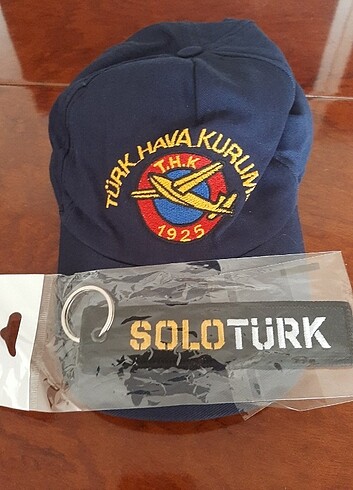 TÜRK HAVA KURUMU
T.H.K
1925
SOLOTÜRK